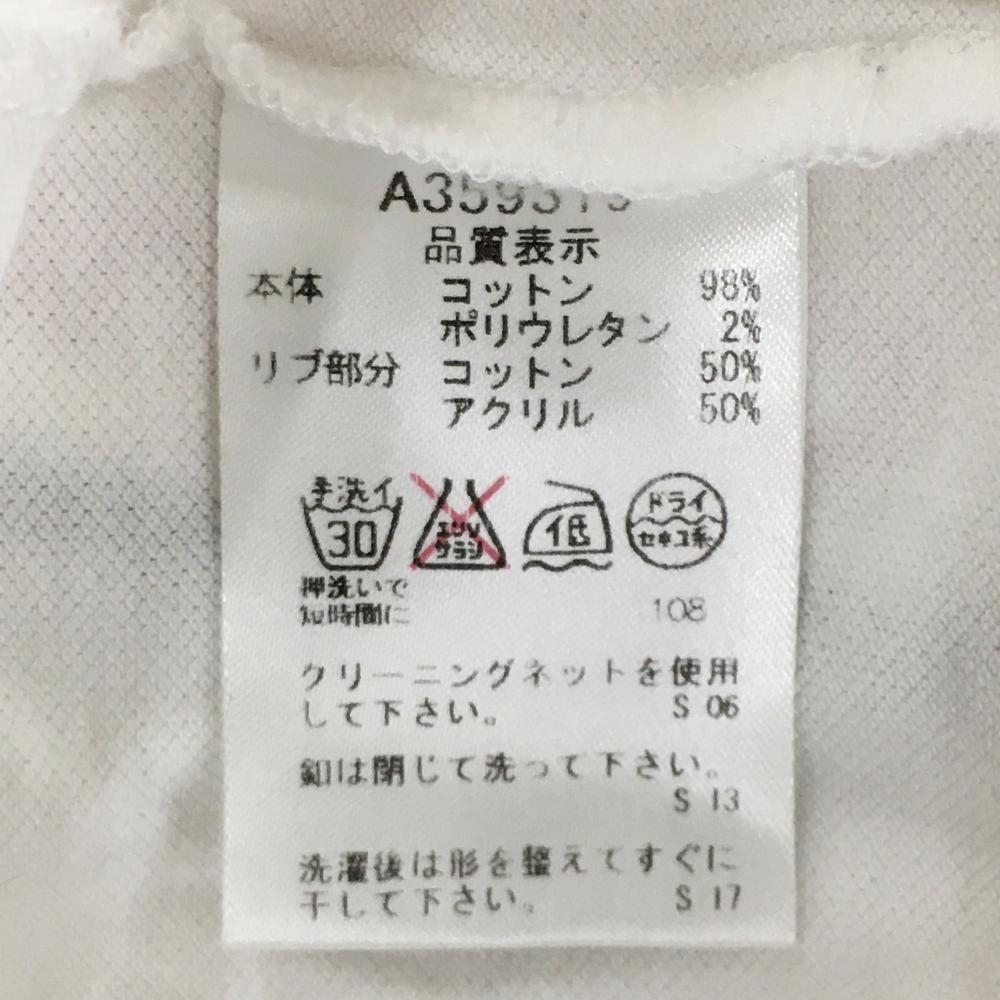 品質表示
本体 コットン 98%
ポリウレタン 2%
リブ部分 コットン 50%
アクリル 50%
手洗イ
30
エンソ
サラシ
低
ドライ
セキユ系
押洗いで
短時間に
108
クリーニングネットを使用
して下さい。 S 06
釦は閉じて洗って下さい。
S 13
洗濯後は形を整えてすぐに
干して下さい。 S 17